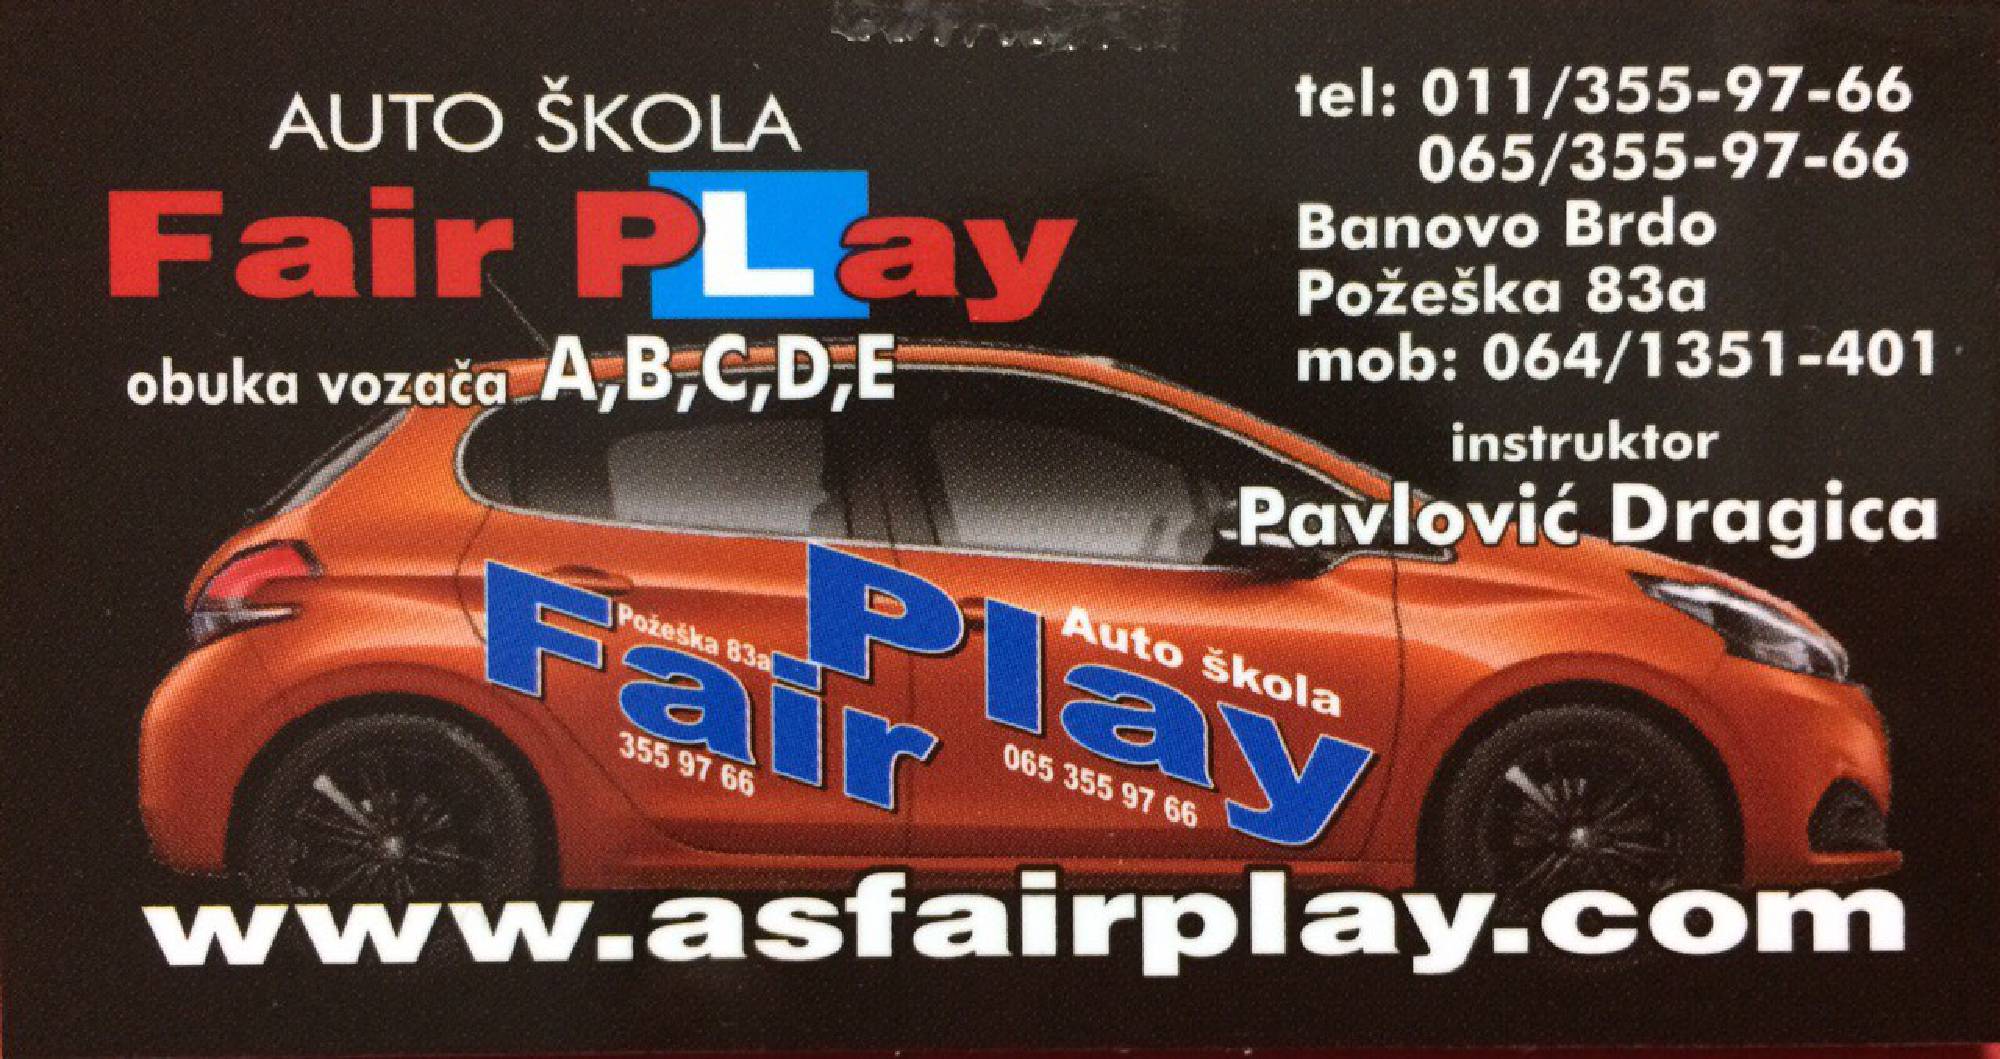 AUTO ŠKOLA
Fair PLay
obuka vozača A,B,C,D,E
tel: 011/355-97-66
065/355-97-66
Banovo Brdo
Požeška 83a
mob: 064/1351-401
instruktor
Pavlović Dragica
Požeška 83a
Fair
355 97 66
Auto škola
Play
065 355 97 66
www.asfairplay.com